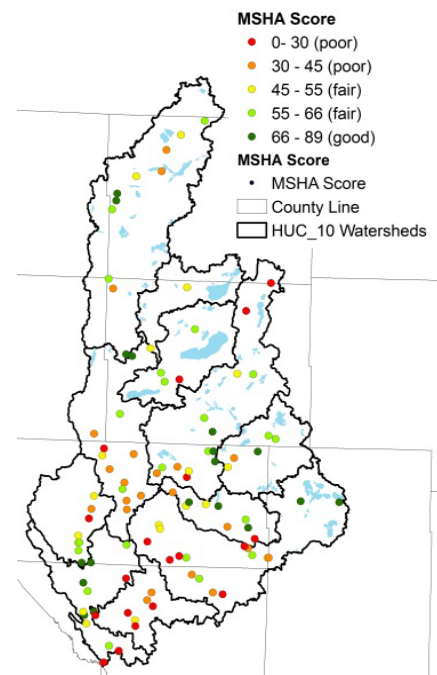 MSHA Score
0- 30 (poor)
30 - 45 (poor)
45 - 55 (fair)
55 - 66 (fair)
66 - 89 (good)
MSHA Score
MSHA Score
County Line
HUC_10 Watersheds